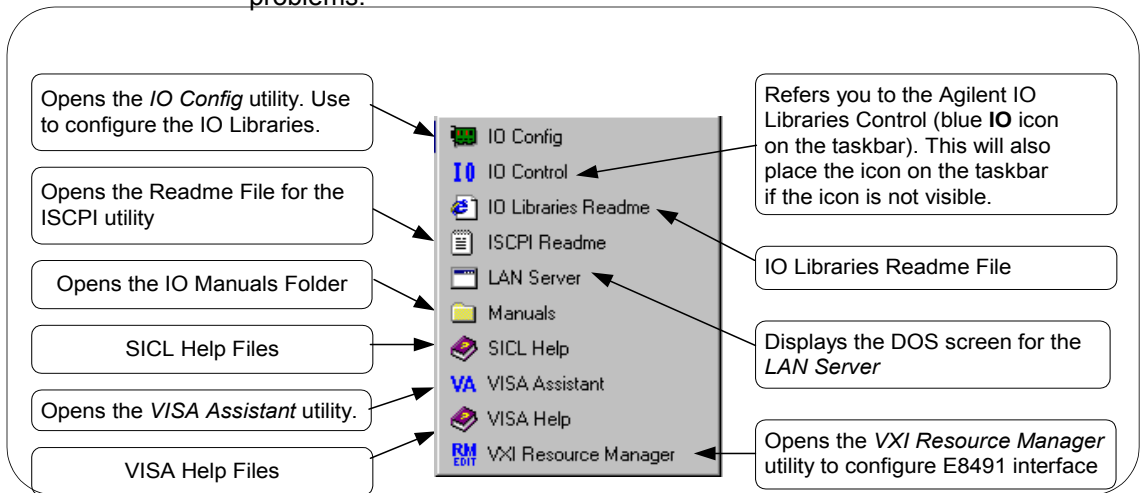 problems.
Opens the IO Config utility. Use
to configure the IO Libraries.
Opens the Readme File for the
ISCPI utility
Opens the IO Manuals Folder
SICL Help Files
Opens the VISA Assistant utility.
VISA Help Files
IO Config
IO Control
IO Libraries Readme
ISCPI Readme
LAN Server
Manuals
SICL Help
VA VISA Assistant
VISA Help
RM EDIT VXI Resource Manager
Refers you to the Agilent IO
Libraries Control (blue IO icon
on the taskbar). This will also
place the icon on the taskbar
if the icon is not visible.
IO Libraries Readme File
Displays the DOS screen for the
LAN Server
Opens the VXI Resource Manager
utility to configure E8491 interface